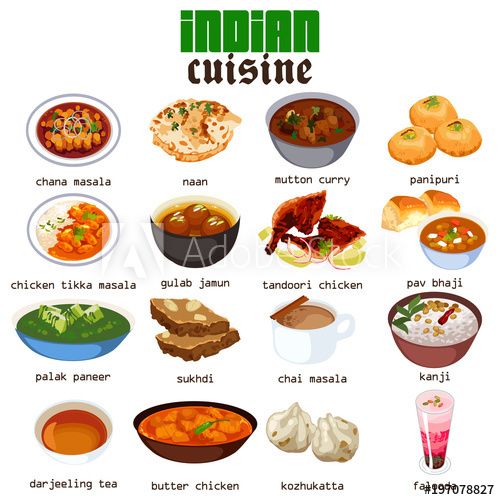 INDIAN
cuisine
chana masala
naan
mutton curry
panipuri
chicken tikka masala
gulab jamun
tandoori chicken
pav bhaji
palak paneer
sukhdi
chai masala
kanji
darjeeling tea
butter chicken
kozhukatta
falooda
Adobe Stock
#197078827